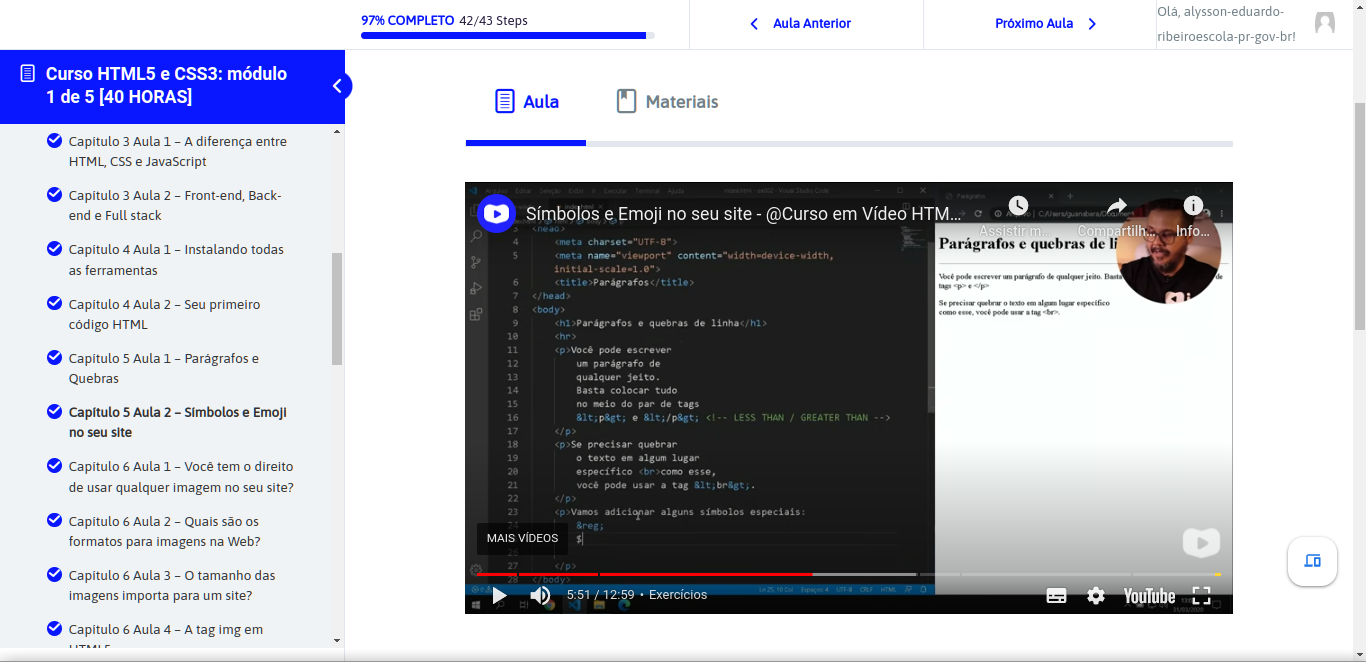 97% COMPLETO 42/43 Steps
Aula Anterior
Próximo Aula
Olá, alysson-eduardo-
ribeiroescola-pr-gov-br!
Curso HTML5 e CSS3: módulo
1 de 5 [40 HORAS]
Capítulo 3 Aula 1 – A diferença entre
HTML, CSS e JavaScript
Capítulo 3 Aula 2 – Front-end, Back-
end e Full stack
Capítulo 4 Aula 1 – Instalando todas
as ferramentas
Capítulo 4 Aula 2 – Seu primeiro
código HTML
Capítulo 5 Aula 1 – Parágrafos e
Quebras
Capítulo 5 Aula 2 – Símbolos e Emoji
no seu site
Capítulo 6 Aula 1 – Você tem o direito
de usar qualquer imagem no seu site?
Capítulo 6 Aula 2 – Quais são os
formatos para imagens na Web?
Capítulo 6 Aula 3 – O tamanho das
imagens importa para um site?
Capítulo 6 Aula 4 – A tag img em
HTML5
Aula
Materiais
Símbolos e Emoji no seu site - @Curso em Vídeo HTM...
Assistir m...
Compartilh...
Info...
3 <head>
4 <meta charset="UTF-8">
5 <meta name="viewport" content="width=device-width,
initial-scale=1.0">
6 <title>Parágrafos</title>
7 </head>
8 <body>
9 <h1>Parágrafos e quebras de linha</h1>
10 <hr>
11 <p>Você pode escrever
12 um parágrafo de
13 qualquer jeito.
14 Basta colocar tudo
15 no meio do par de tags
16 &lt;p&gt; e &lt;/p&gt; <!-- LESS THAN / GREATER THAN -->
17 </p>
18 <p>Se precisar quebrar
19 o texto em algum lugar
20 específico <br>como esse,
21 você pode usar a tag &lt;br&gt;.
22 </p>
23 <p>Vamos adicionar alguns símbolos especiais:
24 &reg;
$
26
27 </p>
28 </body>
Parágrafos e quebras de li
Você pode escrever um parágrafo de qualquer jeito. Basta de
tags <p> e </p>
Se precisar quebrar o texto em algum lugar específico
como esse, você pode usar a tag <br>.
MAIS VÍDEOS
5:51 / 12:59 • Exercícios
YouTube